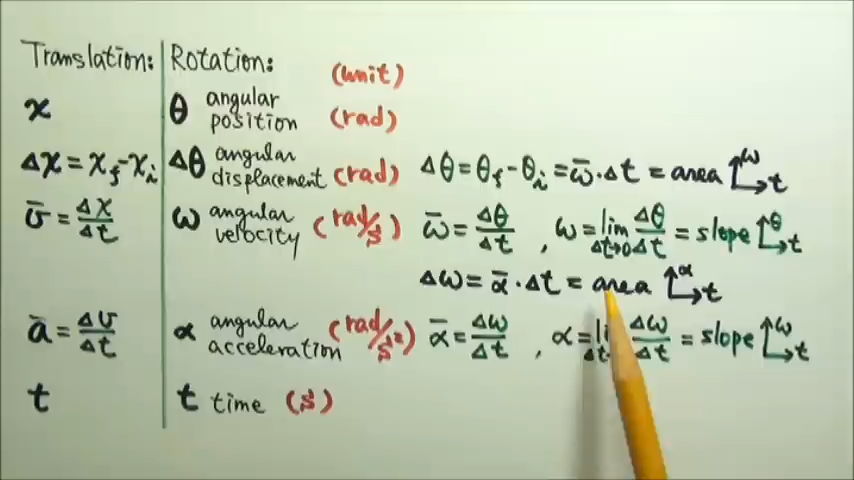 Translation: Rotation: (unit)
x θ angular position (rad)
Δx = x_f - x_i Δθ angular displacement (rad) Δθ = θ_f - θ_i = ω̅ · Δt = area ω t
v̅ = Δx/Δt ω angular velocity (rad/s) ω̅ = Δθ/Δt , ω = lim Δt→0 Δθ/Δt = slope θ t
Δω = α̅ · Δt = area α t
a̅ = Δv/Δt α angular acceleration (rad/s²) α̅ = Δω/Δt , α = Δt Δω/Δt = slope ω t
t t time (s)